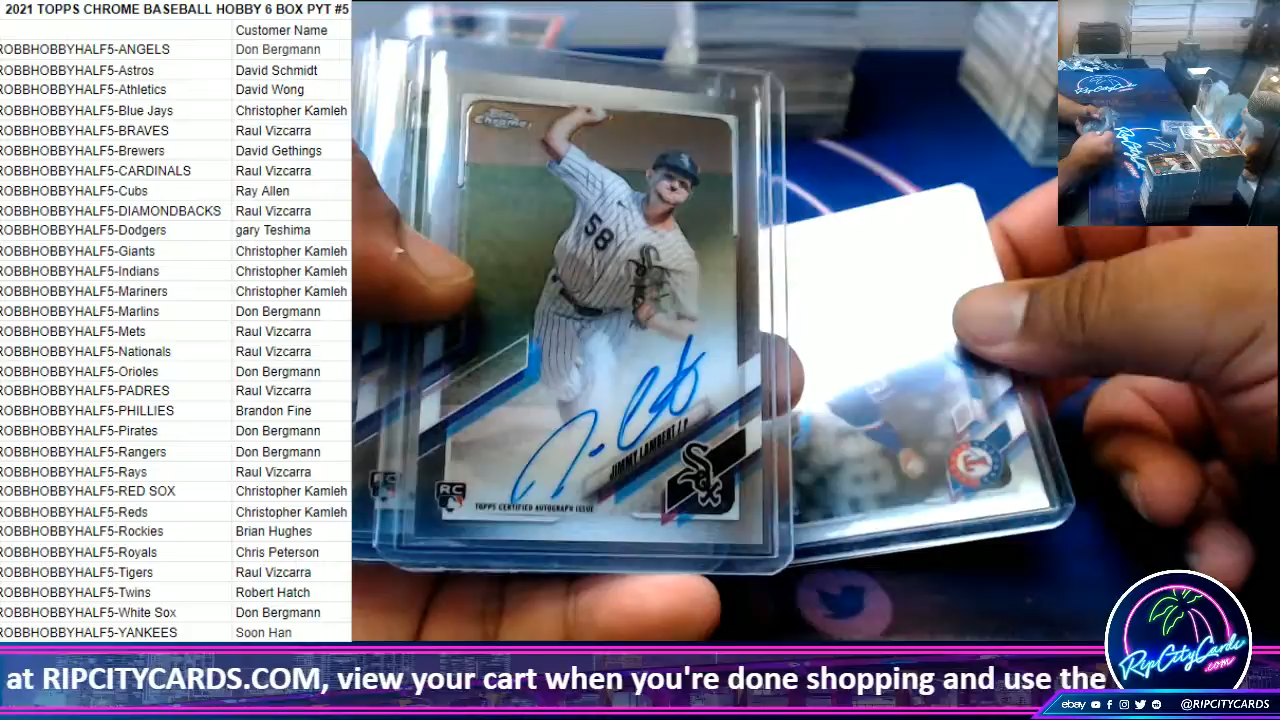 2021 TOPPS CHROME BASEBALL HOBBY 6 BOX PYT #5
Customer Name
ROBBHOBBYHALF5-ANGELS Don Bergmann
ROBBHOBBYHALF5-Astros David Schmidt
ROBBHOBBYHALF5-Athletics David Wong
ROBBHOBBYHALF5-Blue Jays Christopher Kamleh
ROBBHOBBYHALF5-BRAVES Raul Vizcarra
ROBBHOBBYHALF5-Brewers David Gethings
ROBBHOBBYHALF5-CARDINALS Raul Vizcarra
ROBBHOBBYHALF5-Cubs Ray Allen
ROBBHOBBYHALF5-DIAMONDBACKS Raul Vizcarra
ROBBHOBBYHALF5-Dodgers gary Teshima
ROBBHOBBYHALF5-Giants Christopher Kamleh
ROBBHOBBYHALF5-Indians Christopher Kamleh
ROBBHOBBYHALF5-Mariners Christopher Kamleh
ROBBHOBBYHALF5-Marlins Don Bergmann
ROBBHOBBYHALF5-Mets Raul Vizcarra
ROBBHOBBYHALF5-Nationals Raul Vizcarra
ROBBHOBBYHALF5-Orioles Don Bergmann
ROBBHOBBYHALF5-PADRES Raul Vizcarra
ROBBHOBBYHALF5-PHILLIES Brandon Fine
ROBBHOBBYHALF5-Pirates Don Bergmann
ROBBHOBBYHALF5-Rangers Don Bergmann
ROBBHOBBYHALF5-Rays Raul Vizcarra
ROBBHOBBYHALF5-RED SOX Christopher Kamleh
ROBBHOBBYHALF5-Reds Christopher Kamleh
ROBBHOBBYHALF5-Rockies Brian Hughes
ROBBHOBBYHALF5-Royals Chris Peterson
ROBBHOBBYHALF5-Tigers Raul Vizcarra
ROBBHOBBYHALF5-Twins Robert Hatch
ROBBHOBBYHALF5-White Sox Don Bergmann
ROBBHOBBYHALF5-YANKEES Soon Han
Topps Chrome
58
Sox
JIMMY LAMBERT / P
Sox
RC
RC
TOPPS CERTIFIED AUTOGRAPH ISSUE
T
RipCityCards
RipCityCards .com
at RIPCITYCARDS.COM, view your cart when you're done shopping and use the
ebay @RIPCITYCARDS